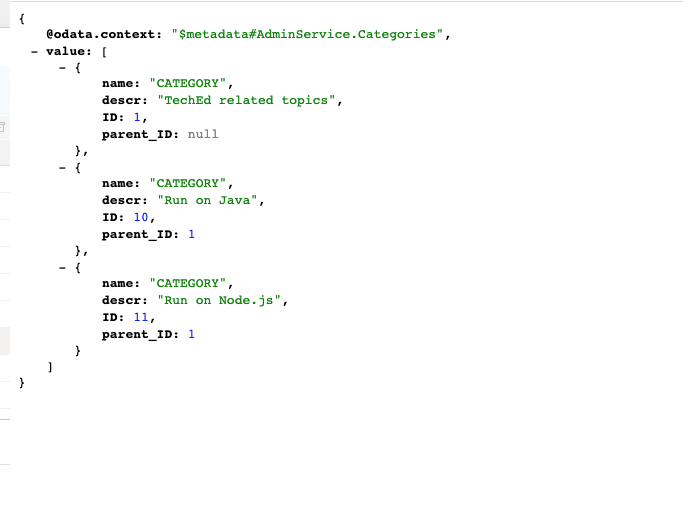 {
@odata.context: "$metadata#AdminService.Categories",
– value: [
– {
name: "CATEGORY",
descr: "TechEd related topics",
ID: 1,
parent_ID: null
},
– {
name: "CATEGORY",
descr: "Run on Java",
ID: 10,
parent_ID: 1
},
– {
name: "CATEGORY",
descr: "Run on Node.js",
ID: 11,
parent_ID: 1
}
]
}